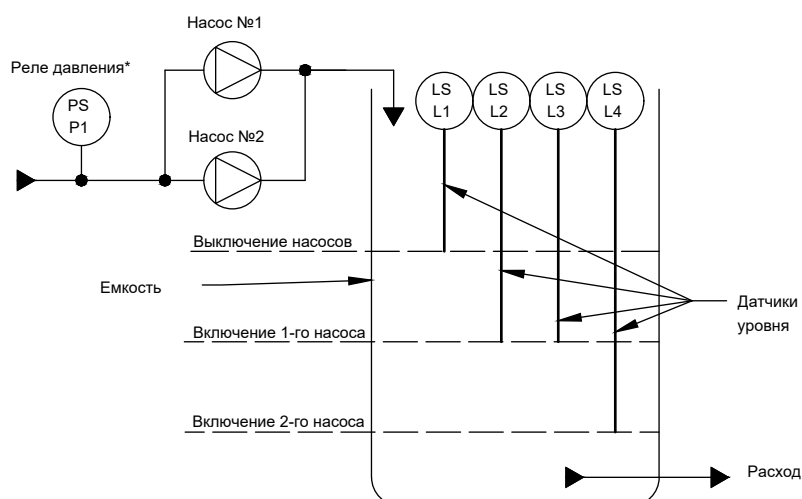 Насос №1
Реле давления*
PS
P1
LS
L1
LS
L2
LS
L3
LS
L4
Насос №2
Выключение насосов
Емкость
Датчики
уровня
Включение 1-го насоса
Включение 2-го насоса
Расход